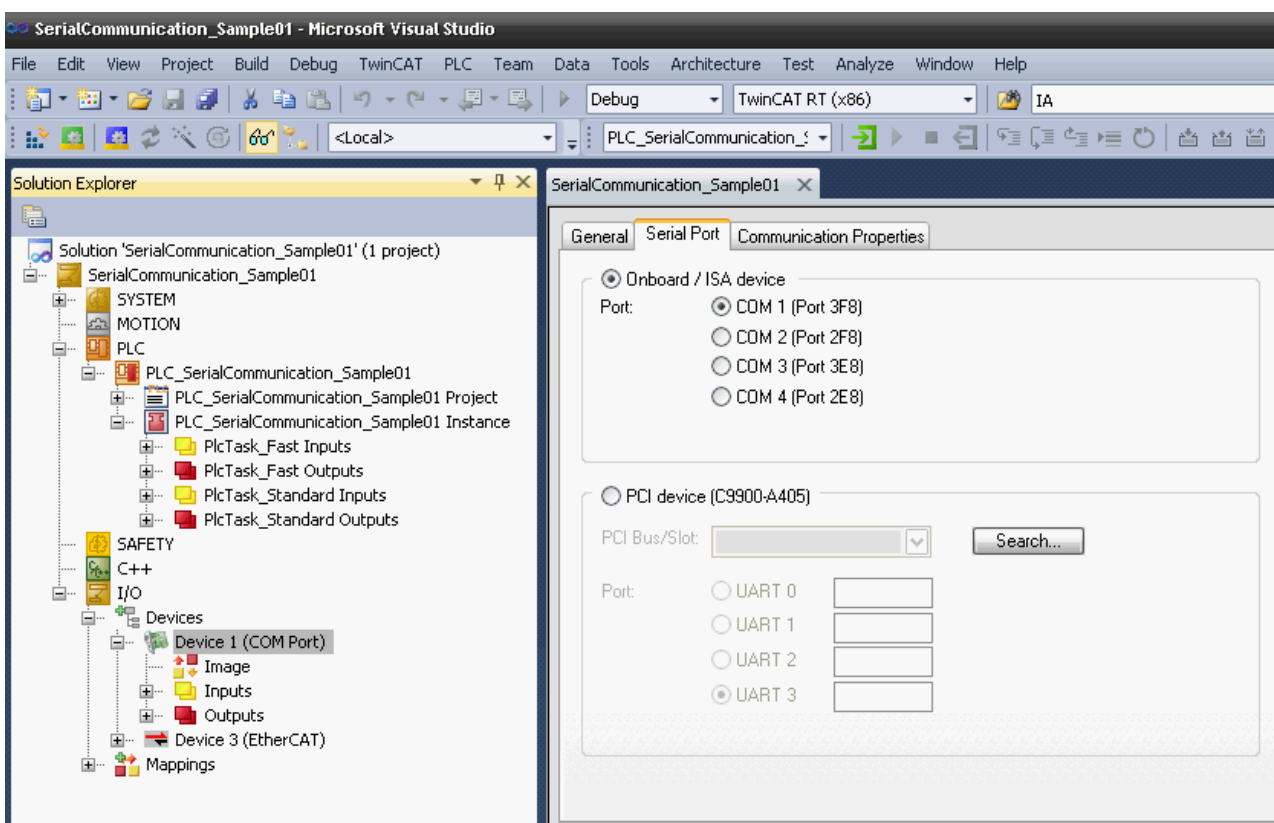 SerialCommunication_Sample01 - Microsoft Visual Studio
File Edit View Project Build Debug TwinCAT PLC Team Data Tools Architecture Test Analyze Window Help
Debug TwinCAT RT (x86) IA
<Local> PLC_SerialCommunication_S
Solution Explorer
SerialCommunication_Sample01
Solution 'SerialCommunication_Sample01' (1 project)
SerialCommunication_Sample01
SYSTEM
MOTION
PLC
PLC_SerialCommunication_Sample01
PLC_SerialCommunication_Sample01 Project
PLC_SerialCommunication_Sample01 Instance
PlcTask_Fast Inputs
PlcTask_Fast Outputs
PlcTask_Standard Inputs
PlcTask_Standard Outputs
SAFETY
C++
I/O
Devices
Device 1 (COM Port)
Image
Inputs
Outputs
Device 3 (EtherCAT)
Mappings
General Serial Port Communication Properties
Onboard / ISA device
Port: COM 1 (Port 3F8)
COM 2 (Port 2F8)
COM 3 (Port 3E8)
COM 4 (Port 2E8)
PCI device (C9900-A405)
PCI Bus/Slot: Search...
Port: UART 0
UART 1
UART 2
UART 3